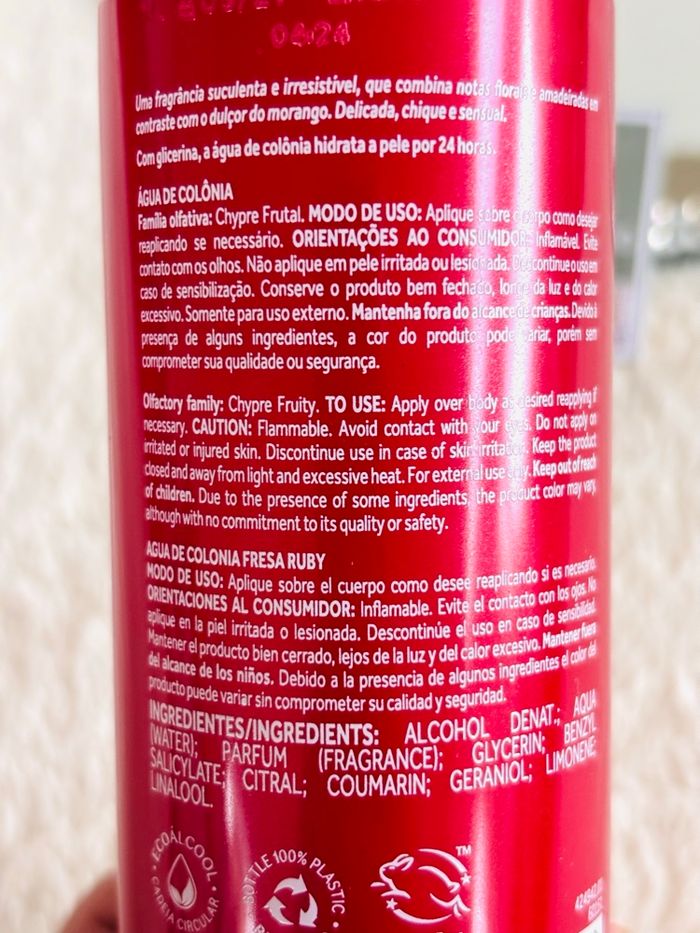 04/24
Uma fragrância suculenta e irresistível, que combina notas florais e amadeiradas em
contraste com o dulçor do morango. Delicada, chique e sensual.
Com glicerina, a água de colônia hidrata a pele por 24 horas.
ÁGUA DE COLÔNIA
Família olfativa: Chypre Frutal. MODO DE USO: Aplique sobre o corpo como desejar
reaplicando se necessário. ORIENTAÇÕES AO CONSUMIDOR: Inflamável. Evite
contato com os olhos. Não aplique em pele irritada ou lesionada. Descontinue o uso em
caso de sensibilização. Conserve o produto bem fechado, longe da luz e do calor
excessivo. Somente para uso externo. Mantenha fora do alcance de crianças. Devido à
presença de alguns ingredientes, a cor do produto pode variar, porém sem
comprometer sua qualidade ou segurança.
Olfactory family: Chypre Fruity. TO USE: Apply over body as desired reapplying if
necessary. CAUTION: Flammable. Avoid contact with your eyes. Do not apply on
irritated or injured skin. Discontinue use in case of skin irritation. Keep the product
closed and away from light and excessive heat. For external use only. Keep out of reach
of children. Due to the presence of some ingredients, the product color may vary,
although with no commitment to its quality or safety.
AGUA DE COLONIA FRESA RUBY
MODO DE USO: Aplique sobre el cuerpo como desee reaplicando si es necesario.
ORIENTACIONES AL CONSUMIDOR: Inflamable. Evite el contacto con los ojos. No
aplique en la piel irritada o lesionada. Descontinúe el uso en caso de sensibilidad.
Mantener el producto bien cerrado, lejos de la luz y del calor excesivo. Mantener fuera
del alcance de los niños. Debido a la presencia de algunos ingredientes el color del
producto puede variar sin comprometer su calidad y seguridad.
INGREDIENTES/INGREDIENTS: ALCOHOL DENAT.; AQUA
(WATER); PARFUM (FRAGRANCE); GLYCERIN; BENZYL
SALICYLATE; CITRAL; COUMARIN; GERANIOL; LIMONENE;
LINALOOL.
ECOÁLCOOL
CADEIA CIRCULAR
BOTTLE 100% PLASTIC
TM